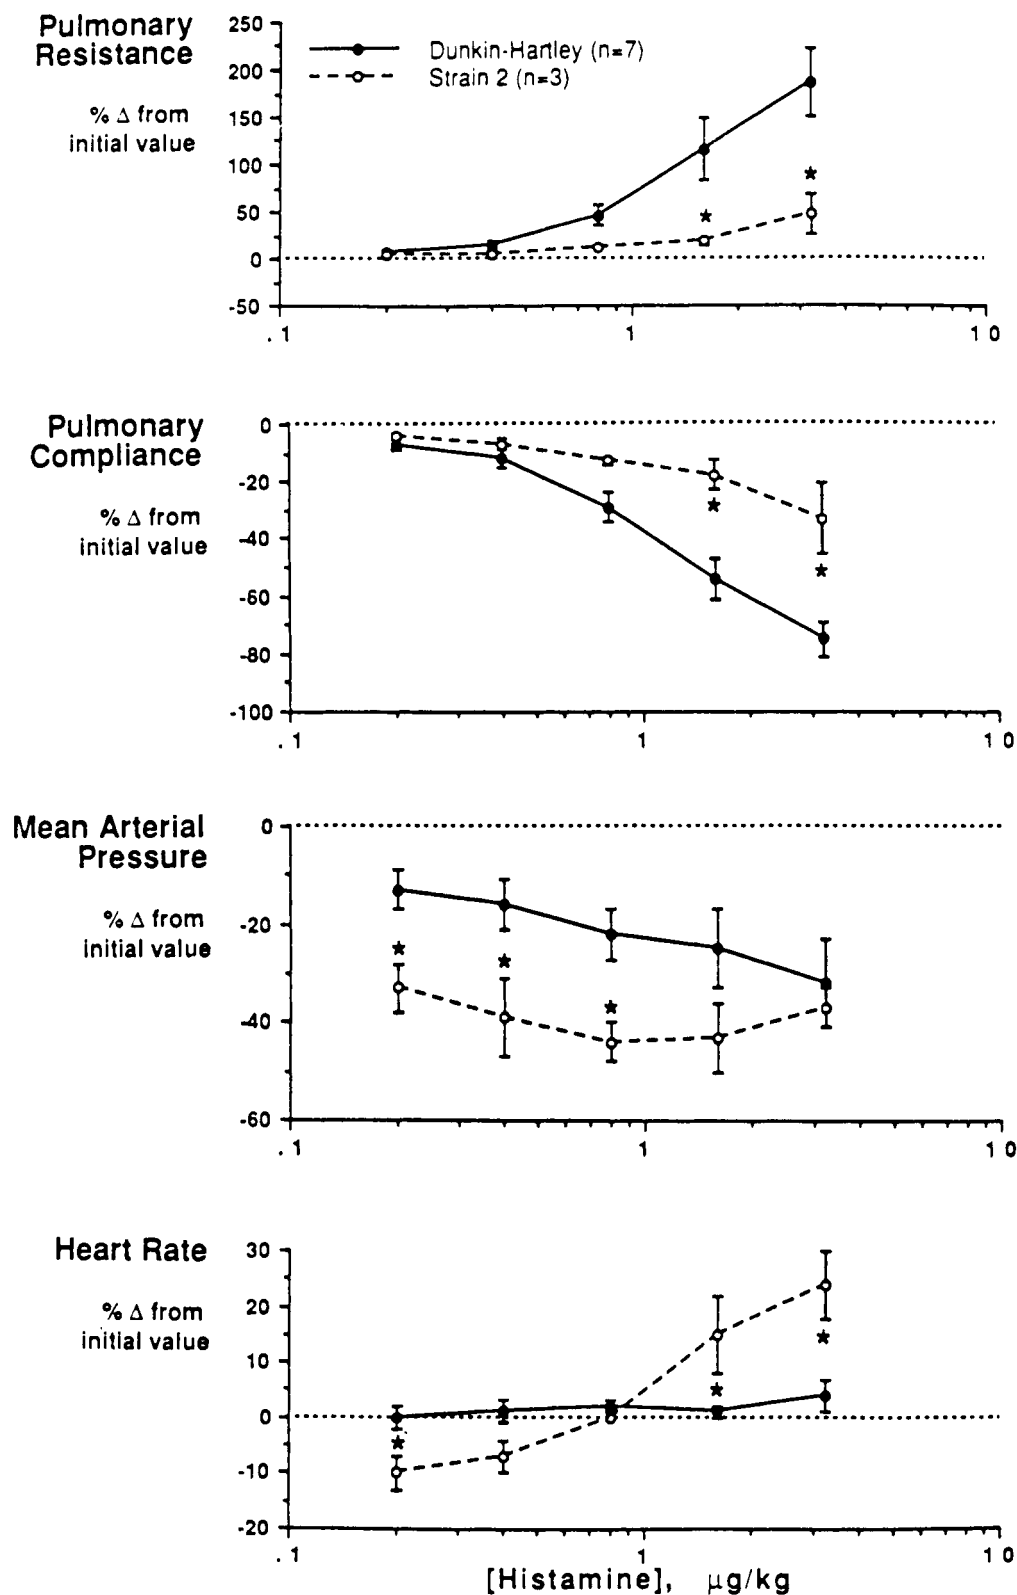 Pulmonary
Resistance
% Δ from
initial value
250
200
150
100
50
0
-50
Dunkin-Hartley (n=7)
Strain 2 (n=3)
★
★
.1
1
10
Pulmonary
Compliance
% Δ from
initial value
0
-20
-40
-60
-80
-100
★
★
.1
1
10
Mean Arterial
Pressure
% Δ from
initial value
0
-20
-40
-60
★
★
★
.1
1
10
Heart Rate
% Δ from
initial value
30
20
10
0
-10
-20
★
★
★
.1
1
10
[Histamine], μg/kg